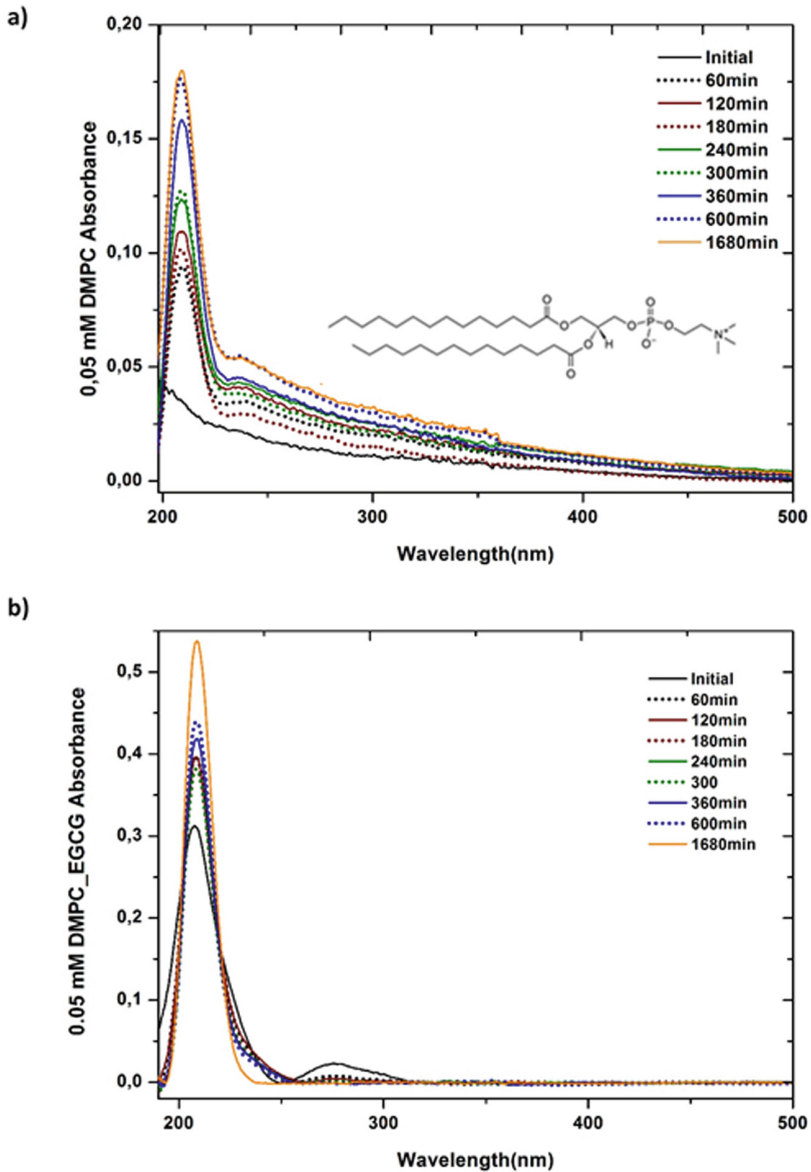 a)
0,20
0,15
0,10
0,05
0,00
0,05 mM DMPC Absorbance
Initial
60min
120min
180min
240min
300min
360min
600min
1680min
O
O
O
O
H
O
O
P
O⁻
O
N⁺
200
300
400
500
Wavelength(nm)
b)
0,5
0,4
0,3
0,2
0,1
0,0
0.05 mM DMPC_EGCG Absorbance
Initial
60min
120min
180min
240min
300
360min
600min
1680min
200
300
400
500
Wavelength(nm)